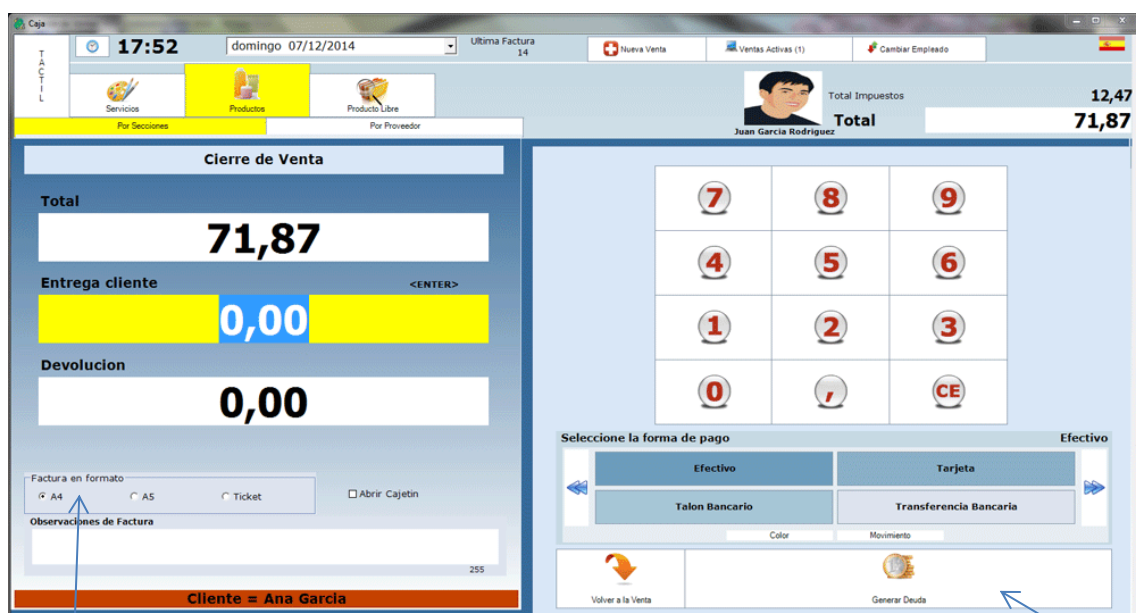 Caja
TACTIL
17:52
domingo 07/12/2014
Ultima Factura
14
Nueva Venta
Ventas Activas (1)
Cambiar Empleado
Servicios
Productos
Producto Libre
Por Secciones
Por Proveedor
Juan Garcia Rodriguez
Total Impuestos
12,47
Total
71,87
Cierre de Venta
Total
71,87
Entrega cliente
<ENTER>
0,00
Devolucion
0,00
Factura en formato
A4
A5
Ticket
Abrir Cajetin
Observaciones de Factura
255
Cliente = Ana Garcia
7
8
9
4
5
6
1
2
3
0
,
CE
Seleccione la forma de pago
Efectivo
Efectivo
Tarjeta
Talon Bancario
Transferencia Bancaria
Color
Movimiento
Volver a la Venta
Generar Deuda